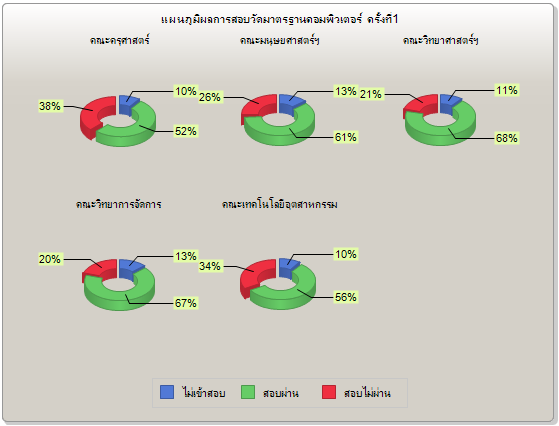 แผนภูมิผลการสอบวัดมาตรฐานคอมพิวเตอร์ ครั้งที่1
คณะครุศาสตร์ คณะมนุษยศาสตร์ฯ คณะวิทยาศาสตร์ฯ
10% 38% 52%
13% 26% 61%
11% 21% 68%
คณะวิทยาการจัดการ คณะเทคโนโลยีอุตสาหกรรม
13% 20% 67%
10% 34% 56%
ไม่เข้าสอบ สอบผ่าน สอบไม่ผ่าน